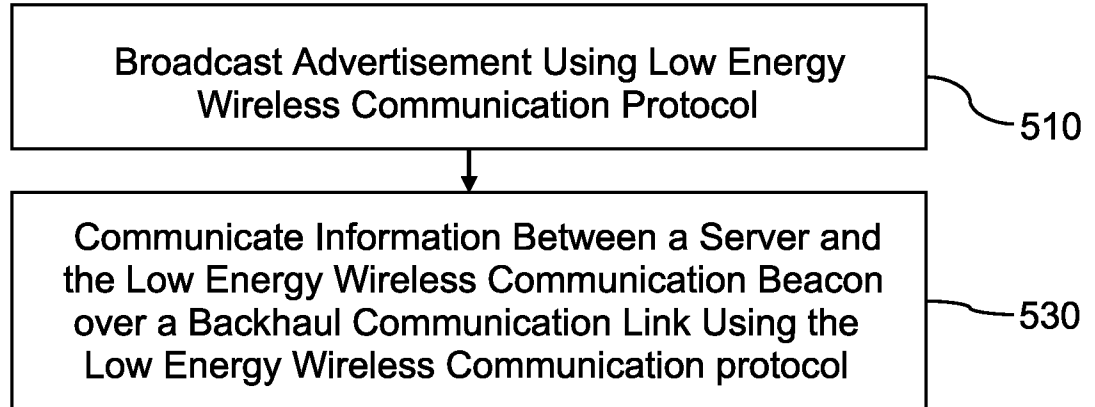 Broadcast Advertisement Using Low Energy
Wireless Communication Protocol
510
Communicate Information Between a Server and
the Low Energy Wireless Communication Beacon
over a Backhaul Communication Link Using the
Low Energy Wireless Communication protocol
530